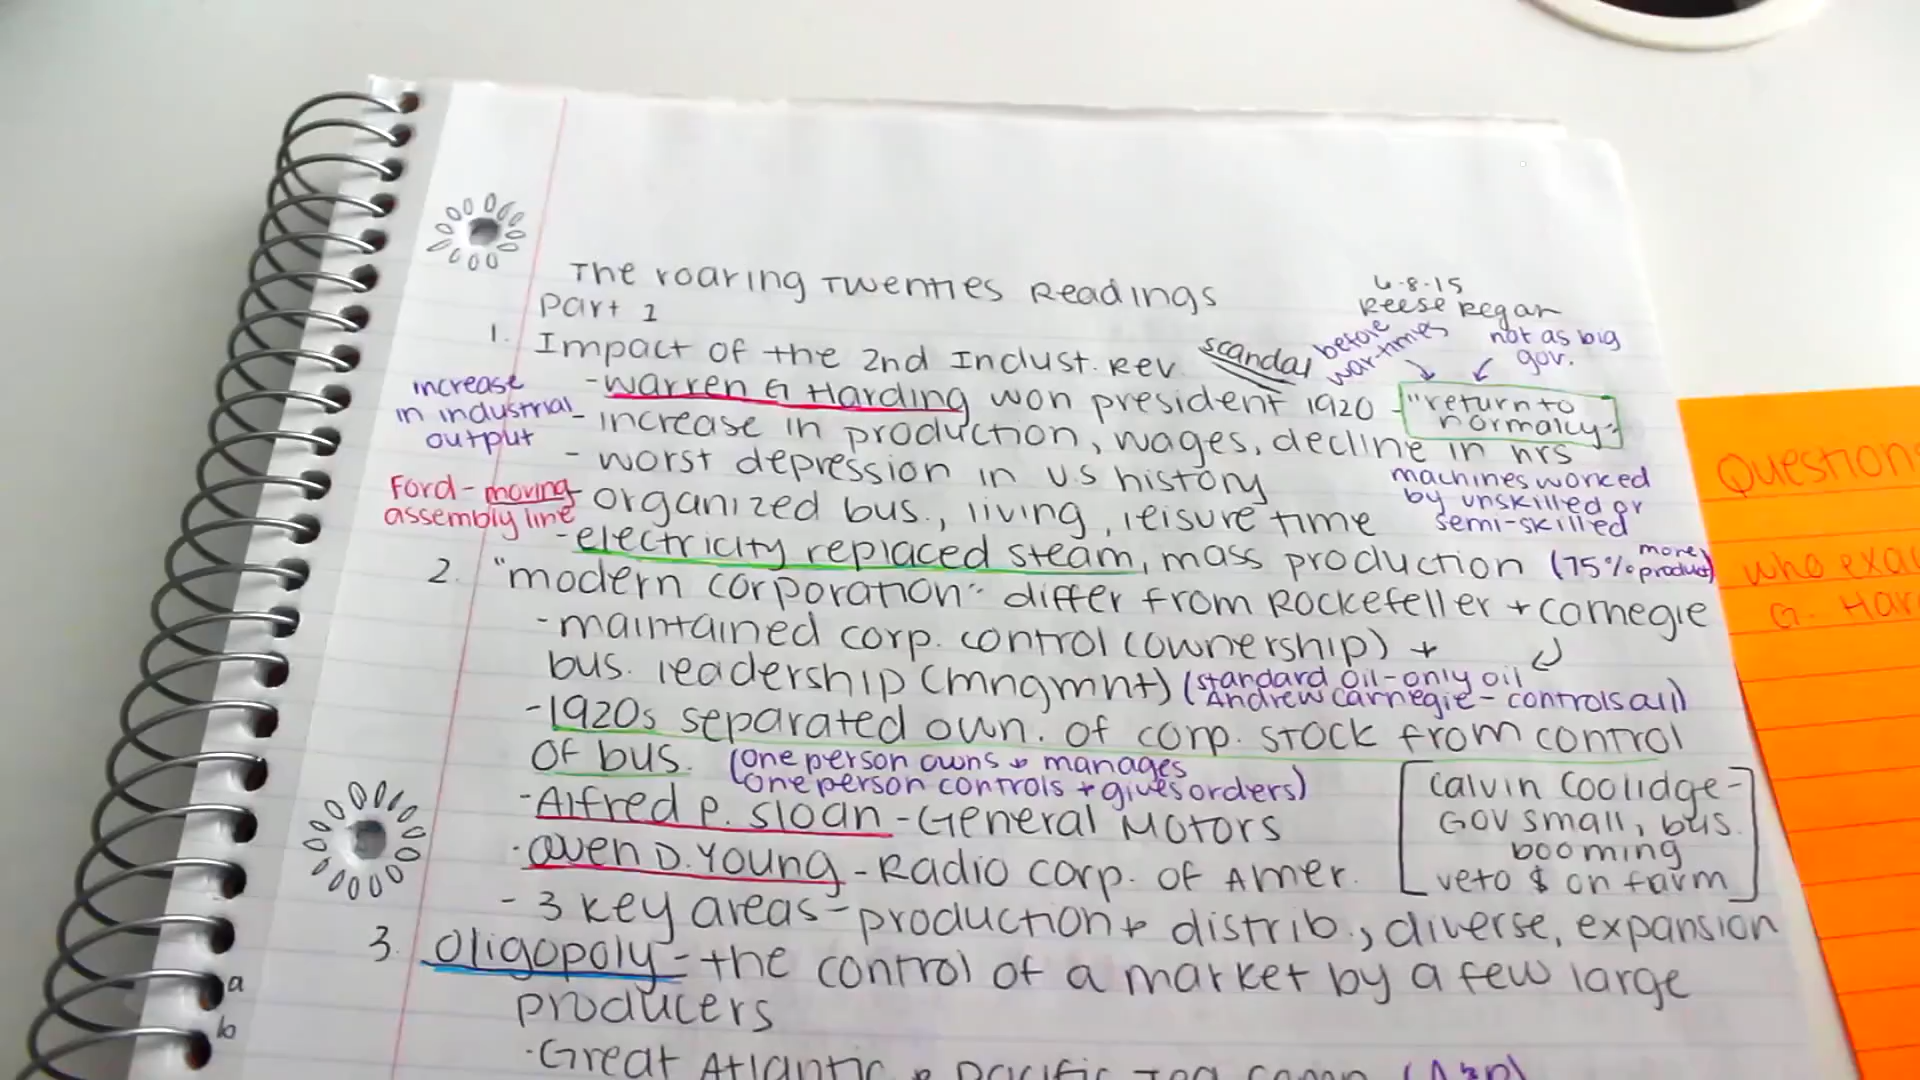 The roaring Twenties Readings
6-8-15
Reese Regan
Part 1
1. Impact of the 2nd Indust. Rev.
scandal
before
war-times
not as big
gov.
increase
in industrial
output
-Warren G Harding won president 1920 - "return to
normalcy"
- increase in production, wages, decline in hrs
- worst depression in U.S history
machines worked
by unskilled or
semi-skilled
Ford - moving
assembly line
- organized bus., living, leisure time
-electricity replaced steam, mass production (75% more
product)
2. "modern corporation" - differ from Rockefeller + Carnegie
- maintained corp. control (ownership) +
bus. leadership (mngmnt) (standard oil-only oil
Andrew Carnegie - controls all)
-1920s separated own. of corp. stock from control
of bus. (one person owns + manages
one person controls + gives orders)
-Alfred P. Sloan - General Motors
-Owen D. Young - Radio Corp. of Amer.
Calvin Coolidge-
Gov small, bus.
booming
veto $ on farm
- 3 key areas - production + distrib., diverse, expansion
3. Oligopoly - the control of a market by a few large
producers
-Great Atlantic + Pacific Tea Comp (A&P)
a
b
Question
who exac
G. Har